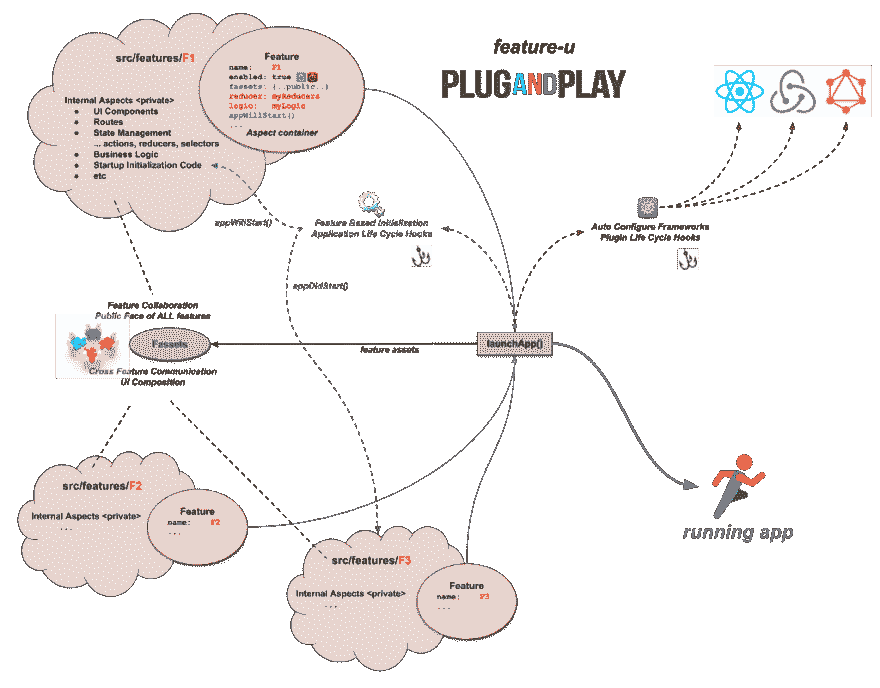 feature-u
PLUG AND PLAY
src/features/F1
Feature
name: F1
enabled: true
fassets: {..public..}
reducer: myReducers
logic: myLogic
appWillStart()
...
Aspect container
Internal Aspects <private>
● UI Components
● Routes
● State Management
... actions, reducers, selectors
● Business Logic
● Startup Initialization Code
● etc
appWillStart()
Feature Based Initialization
Application Life Cycle Hooks
Auto Configure Frameworks
Plugin Life Cycle Hooks
appDidStart()
Feature Collaboration
Public Face of ALL features
Fassets
feature assets
launchApp()
Cross Feature Communication
UI Composition
src/features/F2
Internal Aspects <private>
...
Feature
name: F2
...
running app
src/features/F3
Internal Aspects <private>
...
Feature
name: F3
...